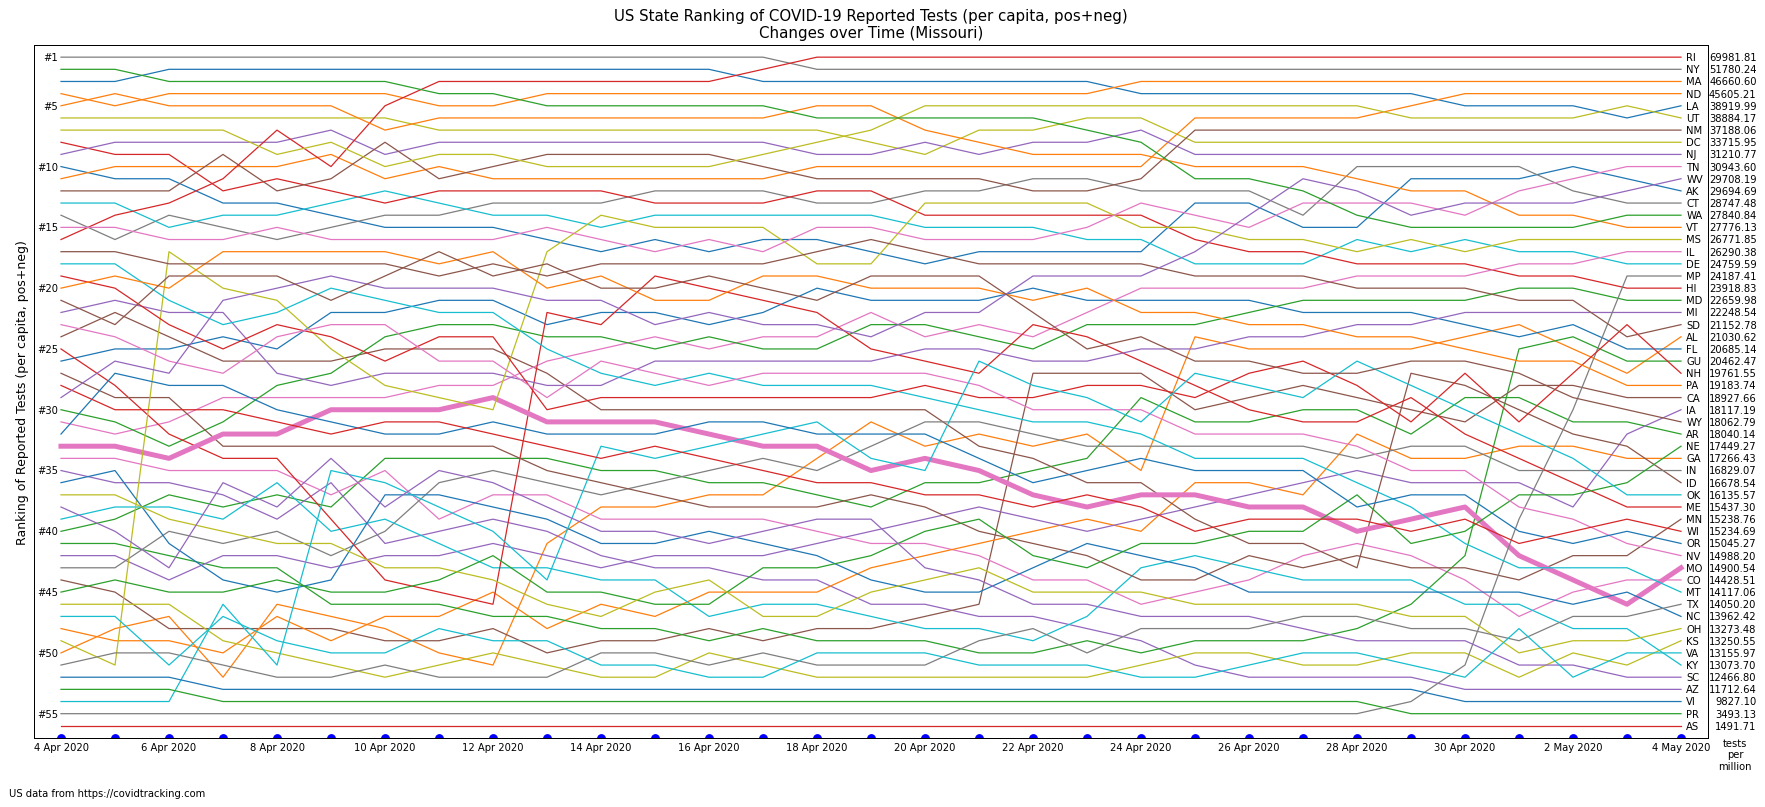 US State Ranking of COVID-19 Reported Tests (per capita, pos+neg)
Changes over Time (Missouri)
Ranking of Reported Tests (per capita, pos+neg)
#1
#5
#10
#15
#20
#25
#30
#35
#40
#45
#50
#55
RI 69981.81
NY 51780.24
MA 46660.60
ND 45605.21
LA 38919.99
UT 38884.17
NM 37188.06
DC 33715.95
NJ 31210.77
TN 30943.60
WV 29708.19
AK 29694.69
CT 28747.48
WA 27840.84
VT 27776.13
MS 26771.85
IL 26290.38
DE 24759.59
MP 24187.41
HI 23918.83
MD 22659.98
MI 22248.54
SD 21152.78
AL 21030.62
FL 20685.14
GU 20462.47
NH 19761.55
PA 19183.74
CA 18927.66
IA 18117.19
WY 18062.79
AR 18040.14
NE 17449.27
GA 17266.43
IN 16829.07
ID 16678.54
OK 16135.57
ME 15437.30
MN 15238.76
WI 15234.69
OR 15045.27
NV 14988.20
MO 14900.54
CO 14428.51
MT 14117.06
TX 14050.20
NC 13962.42
OH 13273.48
KS 13250.55
VA 13155.97
KY 13073.70
SC 12466.80
AZ 11712.64
VI 9827.10
PR 3493.13
AS 1491.71
4 Apr 2020
6 Apr 2020
8 Apr 2020
10 Apr 2020
12 Apr 2020
14 Apr 2020
16 Apr 2020
18 Apr 2020
20 Apr 2020
22 Apr 2020
24 Apr 2020
26 Apr 2020
28 Apr 2020
30 Apr 2020
2 May 2020
4 May 2020
tests
per
million
US data from https://covidtracking.com